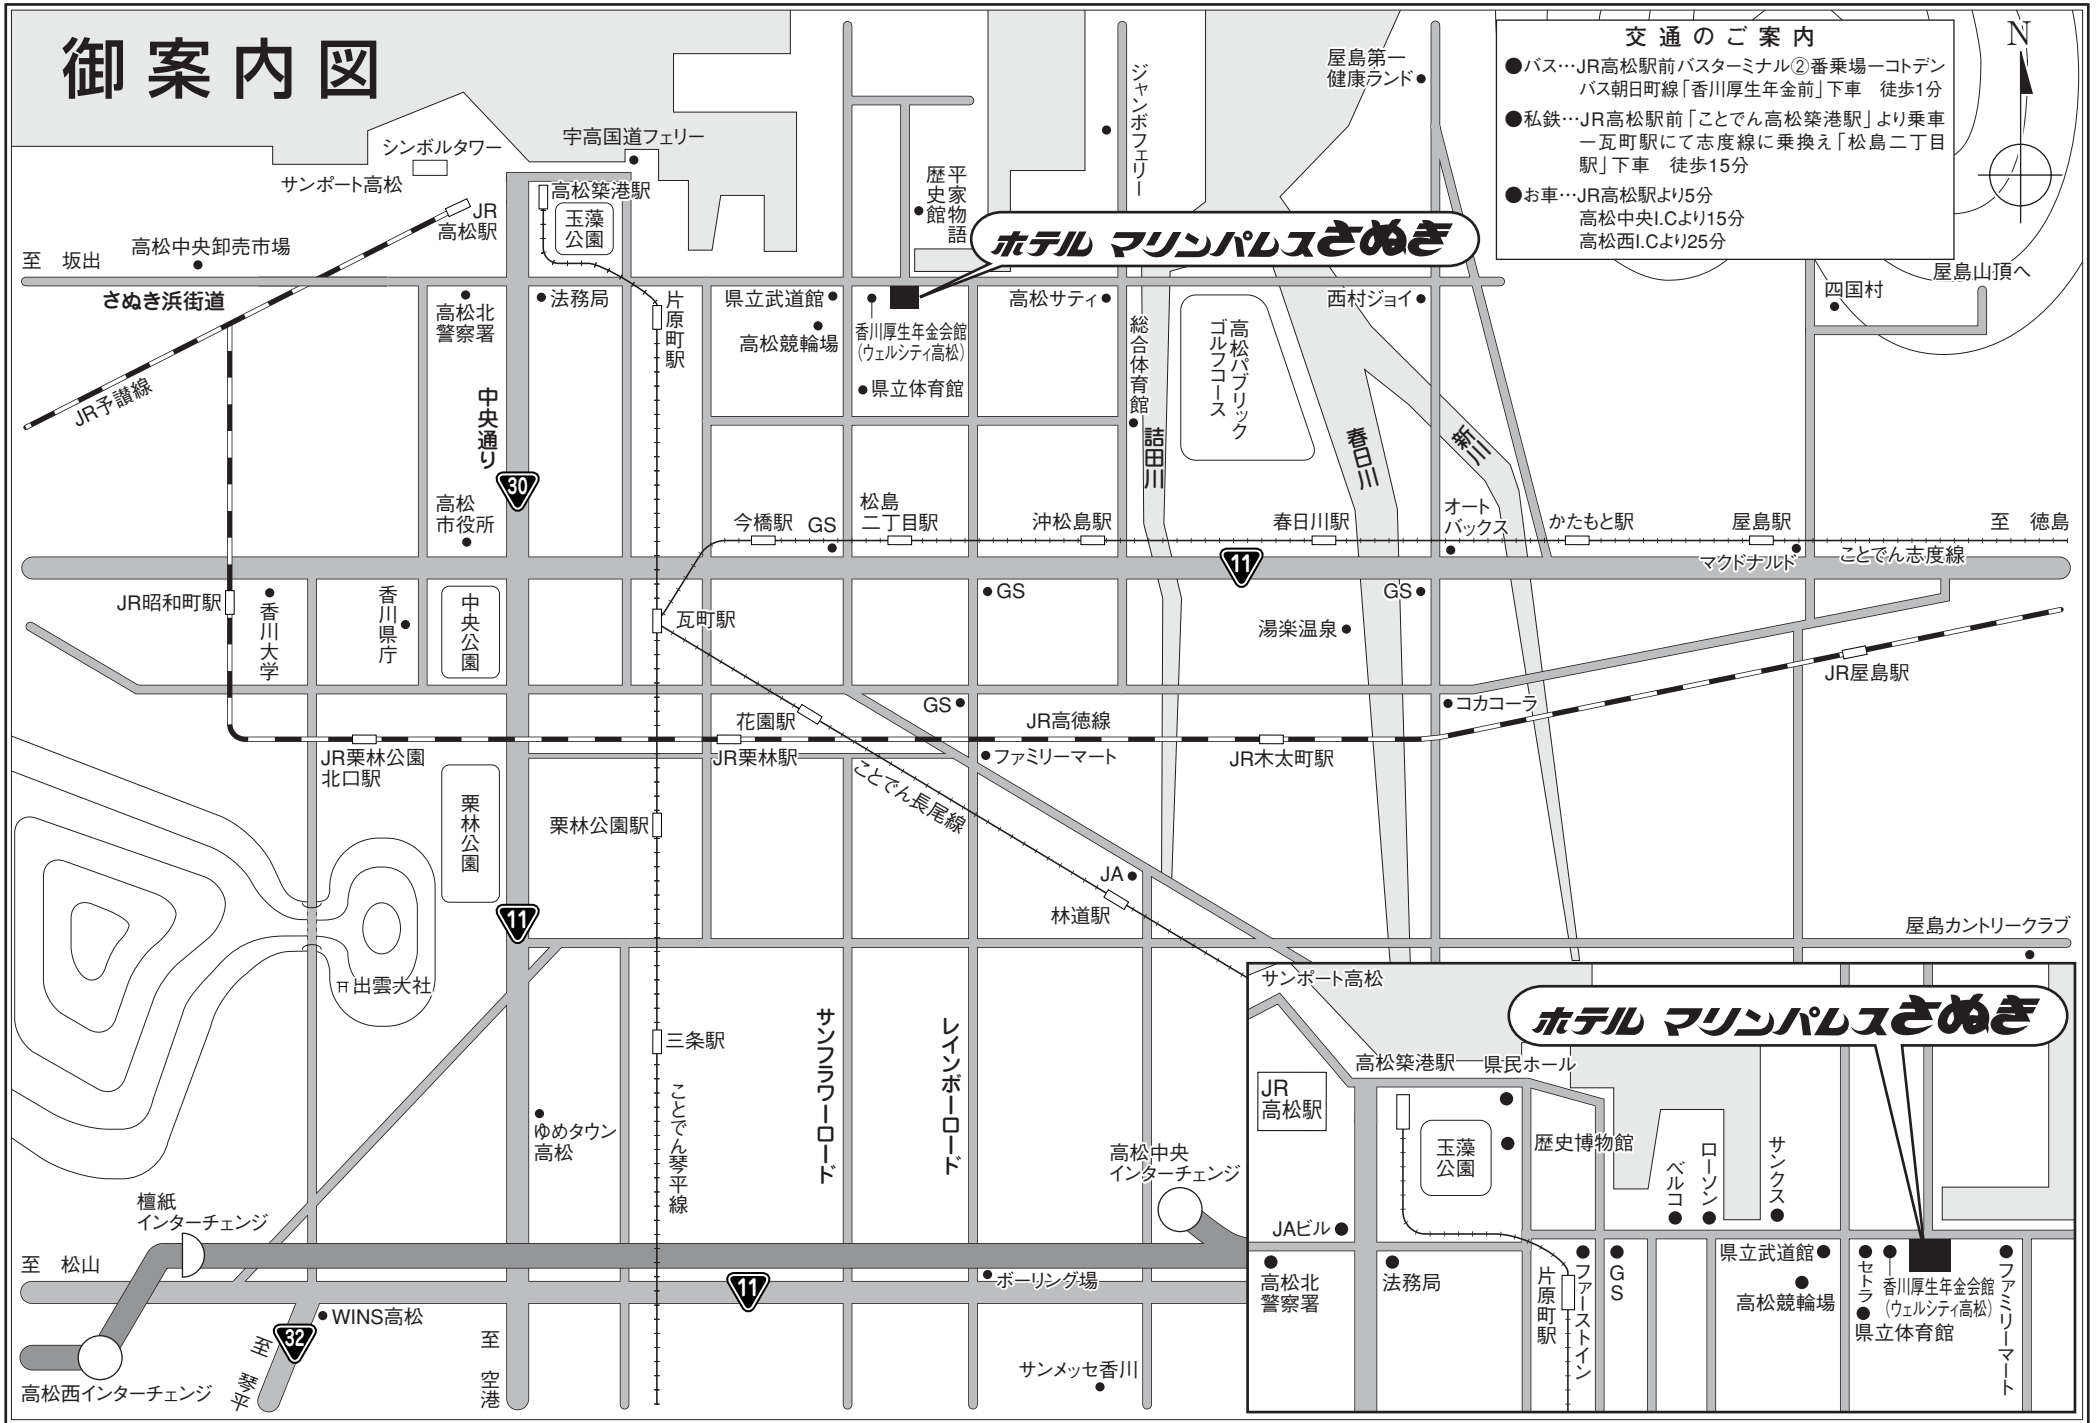 御案内図
交通のご案内
●バス…JR高松駅前バスターミナル②番乗場ーコトデン
バス朝日町線「香川厚生年金前」下車　徒歩1分
●私鉄…JR高松駅前「ことでん高松築港駅」より乗車
ー瓦町駅にて志度線に乗換え「松島二丁目
駅」下車　徒歩15分
●お車…JR高松駅より5分
高松中央I.Cより15分
高松西I.Cより25分
N
屋島第一
健康ランド
ジャンボフェリー
宇高国道フェリー
シンボルタワー
サンポート高松
高松築港駅
玉藻
公園
JR
高松駅
平家物語
歴史館
ホテル マリンパレスさぬき
高松中央卸売市場
至　坂出
さぬき浜街道
高松北
警察署
法務局
片原町駅
県立武道館
高松競輪場
香川厚生年金会館
(ウェルシティ高松)
県立体育館
高松サティ
総合体育館
高松パブリック
ゴルフコース
西村ジョイ
四国村
屋島山頂へ
JR予讃線
中央通り
30
詰田川
春日川
新川
高松
市役所
今橋駅
GS
松島
二丁目駅
沖松島駅
春日川駅
オート
バックス
かたもと駅
屋島駅
至　徳島
11
マクドナルド
ことでん志度線
JR昭和町駅
香川大学
香川県庁
中央公園
瓦町駅
GS
GS
湯楽温泉
JR屋島駅
花園駅
GS
JR高徳線
コカコーラ
JR栗林公園
北口駅
JR栗林駅
ファミリーマート
JR木太町駅
栗林公園
栗林公園駅
ことでん長尾線
JA
林道駅
11
屋島カントリークラブ
出雲大社
三条駅
サンフラワーロード
レインボーロード
ゆめタウン
高松
ことでん琴平線
高松中央
インターチェンジ
檀紙
インターチェンジ
至　松山
11
ボーリング場
WINS高松
32
至　琴平
至　空港
サンメッセ香川
高松西インターチェンジ
サンポート高松
ホテル マリンパレスさぬき
高松築港駅
県民ホール
JR
高松駅
玉藻
公園
歴史博物館
ベルコ
ローソン
サンクス
JAビル
高松北
警察署
法務局
片原町駅
ファーストイン
GS
県立武道館
高松競輪場
セトラ
香川厚生年金会館
(ウェルシティ高松)
県立体育館
ファミリーマート